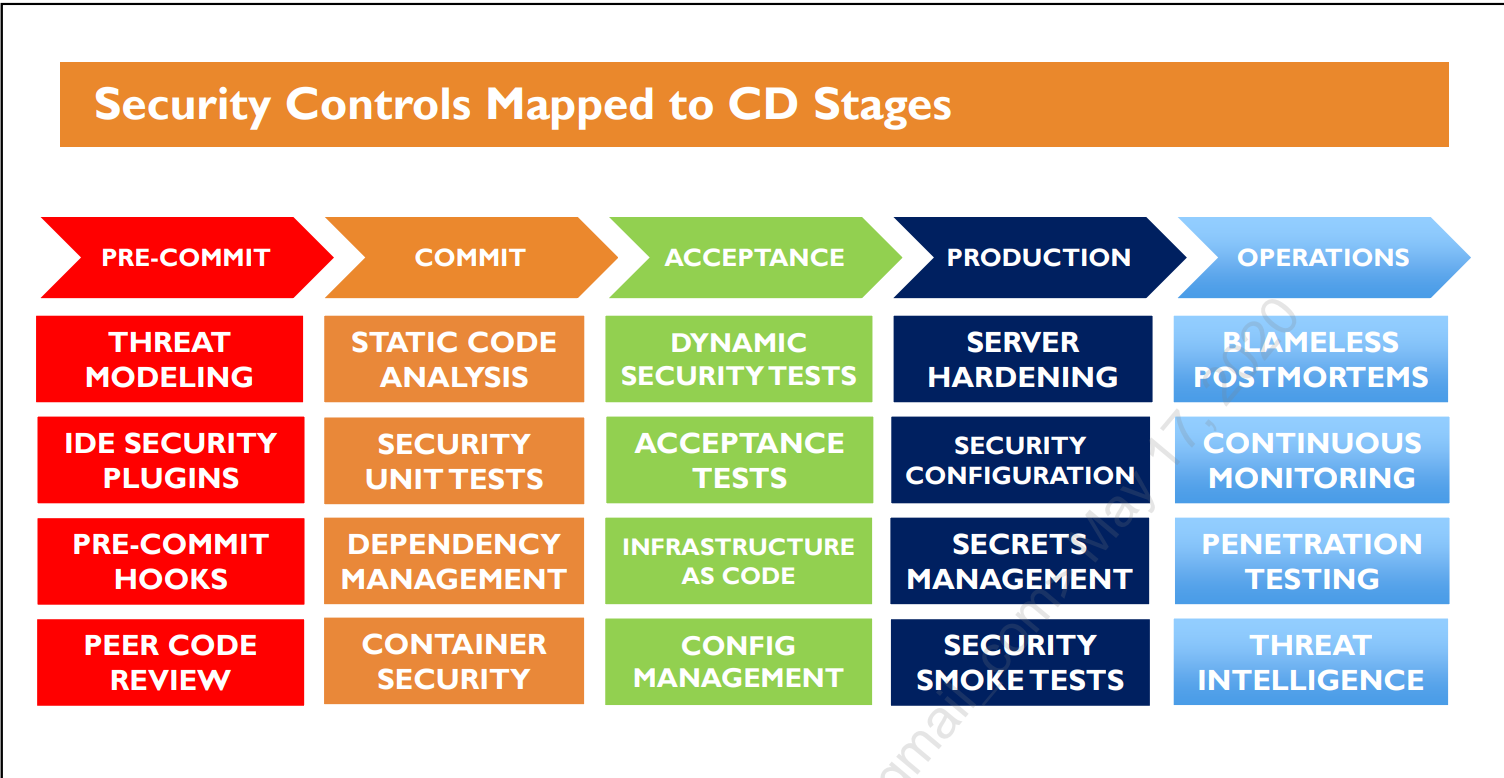 Security Controls Mapped to CD Stages
PRE-COMMIT
COMMIT
ACCEPTANCE
PRODUCTION
OPERATIONS
THREAT
MODELING
STATIC CODE
ANALYSIS
DYNAMIC
SECURITY TESTS
SERVER
HARDENING
BLAMELESS
POSTMORTEMS
IDE SECURITY
PLUGINS
SECURITY
UNIT TESTS
ACCEPTANCE
TESTS
SECURITY
CONFIGURATION
CONTINUOUS
MONITORING
PRE-COMMIT
HOOKS
DEPENDENCY
MANAGEMENT
INFRASTRUCTURE
AS CODE
SECRETS
MANAGEMENT
PENETRATION
TESTING
PEER CODE
REVIEW
CONTAINER
SECURITY
CONFIG
MANAGEMENT
SECURITY
SMOKE TESTS
THREAT
INTELLIGENCE
May 17, 2020